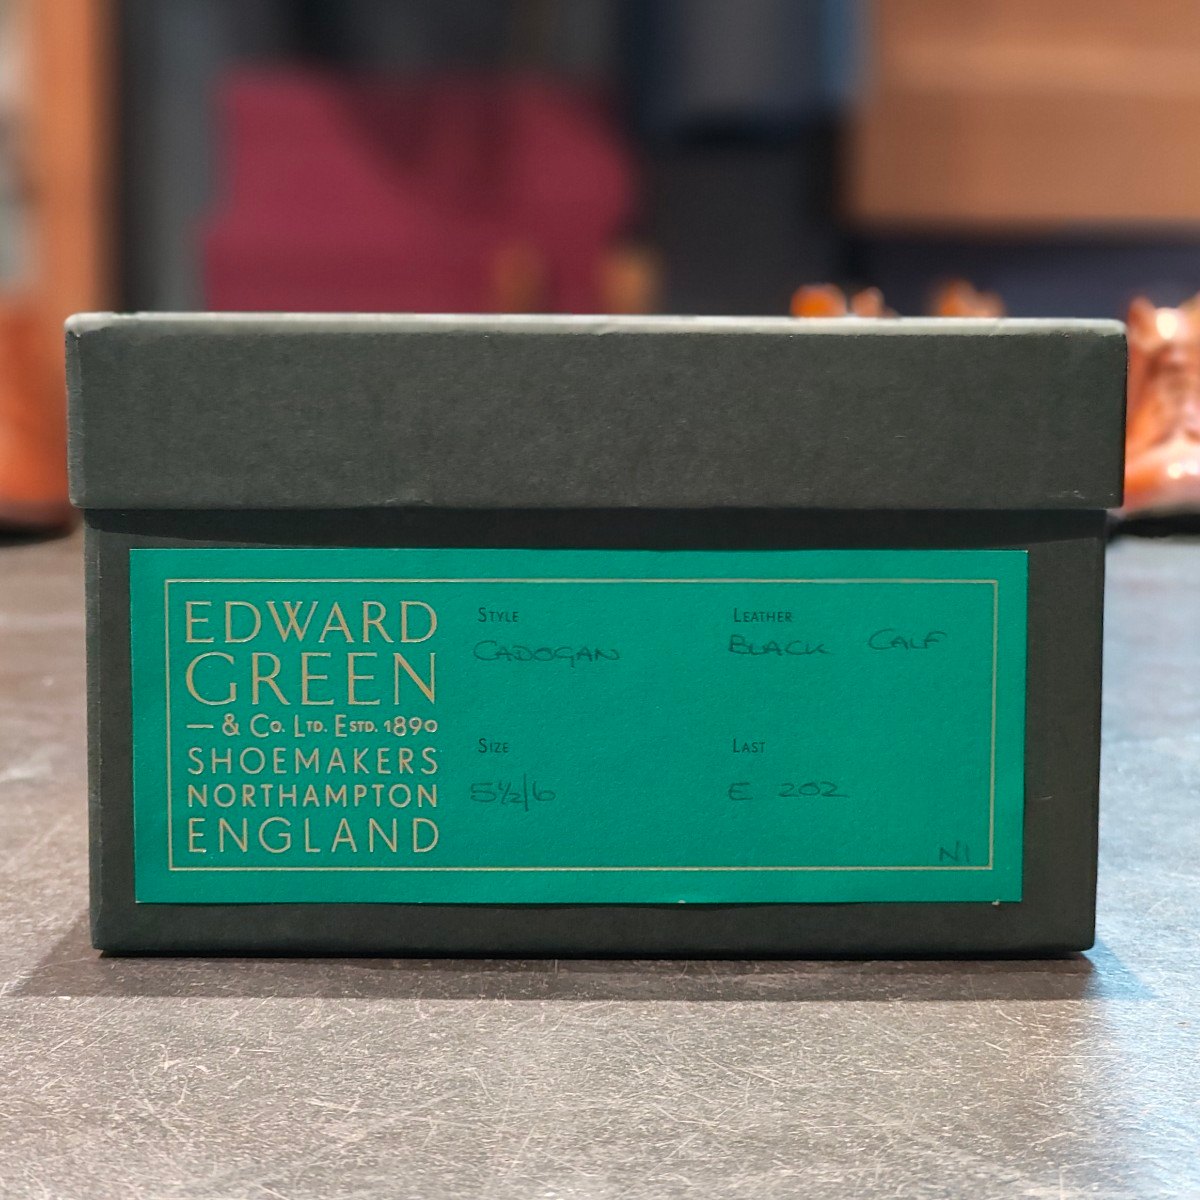 EDWARD
GREEN
— & Co. LTD. ESTD. 1890
SHOEMAKERS
NORTHAMPTON
ENGLAND
STYLE
CADOGAN
LEATHER
BLACK CALF
SIZE
5½/6
LAST
E 202
N1